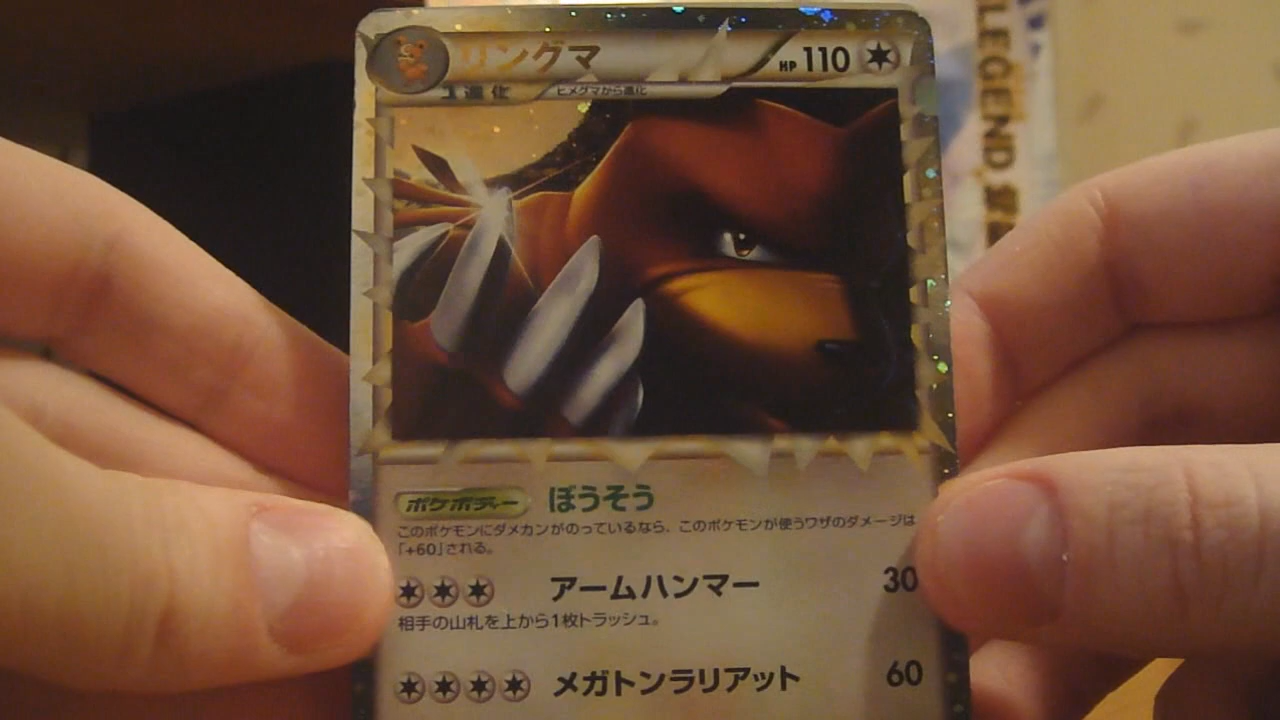 リングマ HP 110
1進化 ヒメグマから進化
LEGEND
ポケボディー ぼうそう
このポケモンにダメカンがのっているなら、このポケモンが使うワザのダメージは
「+60」される。
アームハンマー 30
相手の山札を上から1枚トラッシュ。
メガトンラリアット 60